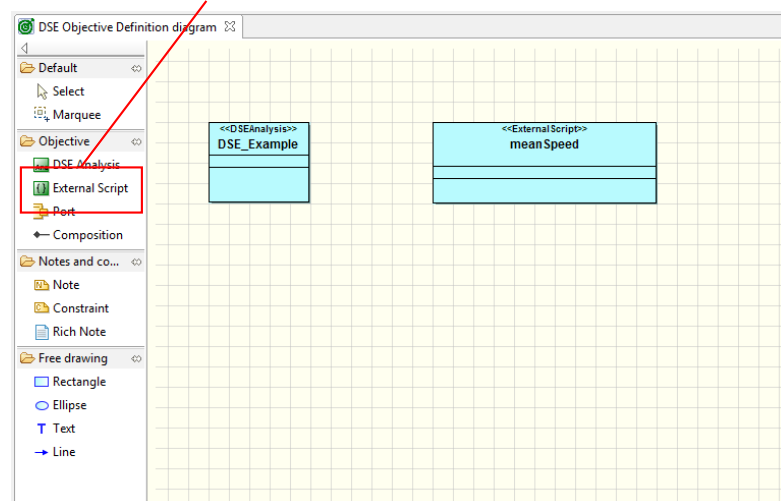 DSE Objective Definition diagram
Default
Select
Marquee
Objective
DSE Analysis
External Script
Port
Composition
Notes and co...
Note
Constraint
Rich Note
Free drawing
Rectangle
Ellipse
T Text
Line
<<DSEAnalysis>>
DSE_Example
<<ExternalScript>>
meanSpeed